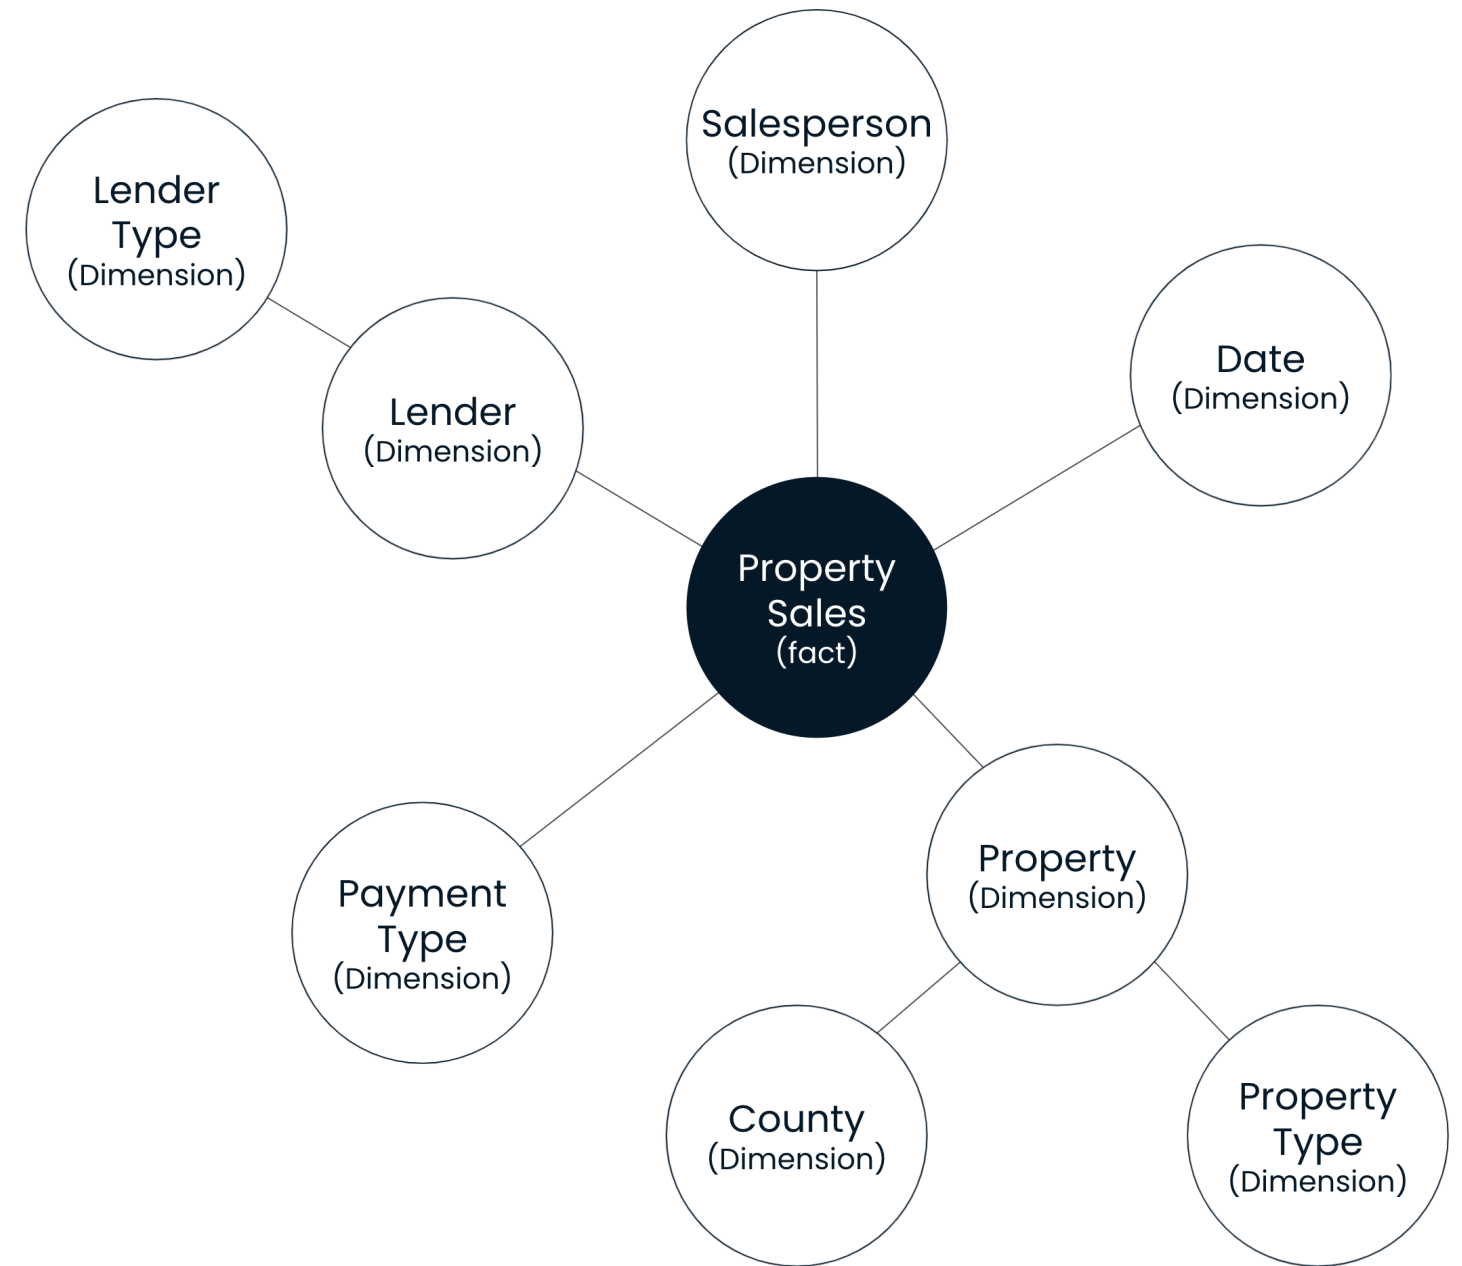 Salesperson
(Dimension)
Lender
Type
(Dimension)
Lender
(Dimension)
Date
(Dimension)
Property
Sales
(fact)
Payment
Type
(Dimension)
Property
(Dimension)
County
(Dimension)
Property
Type
(Dimension)